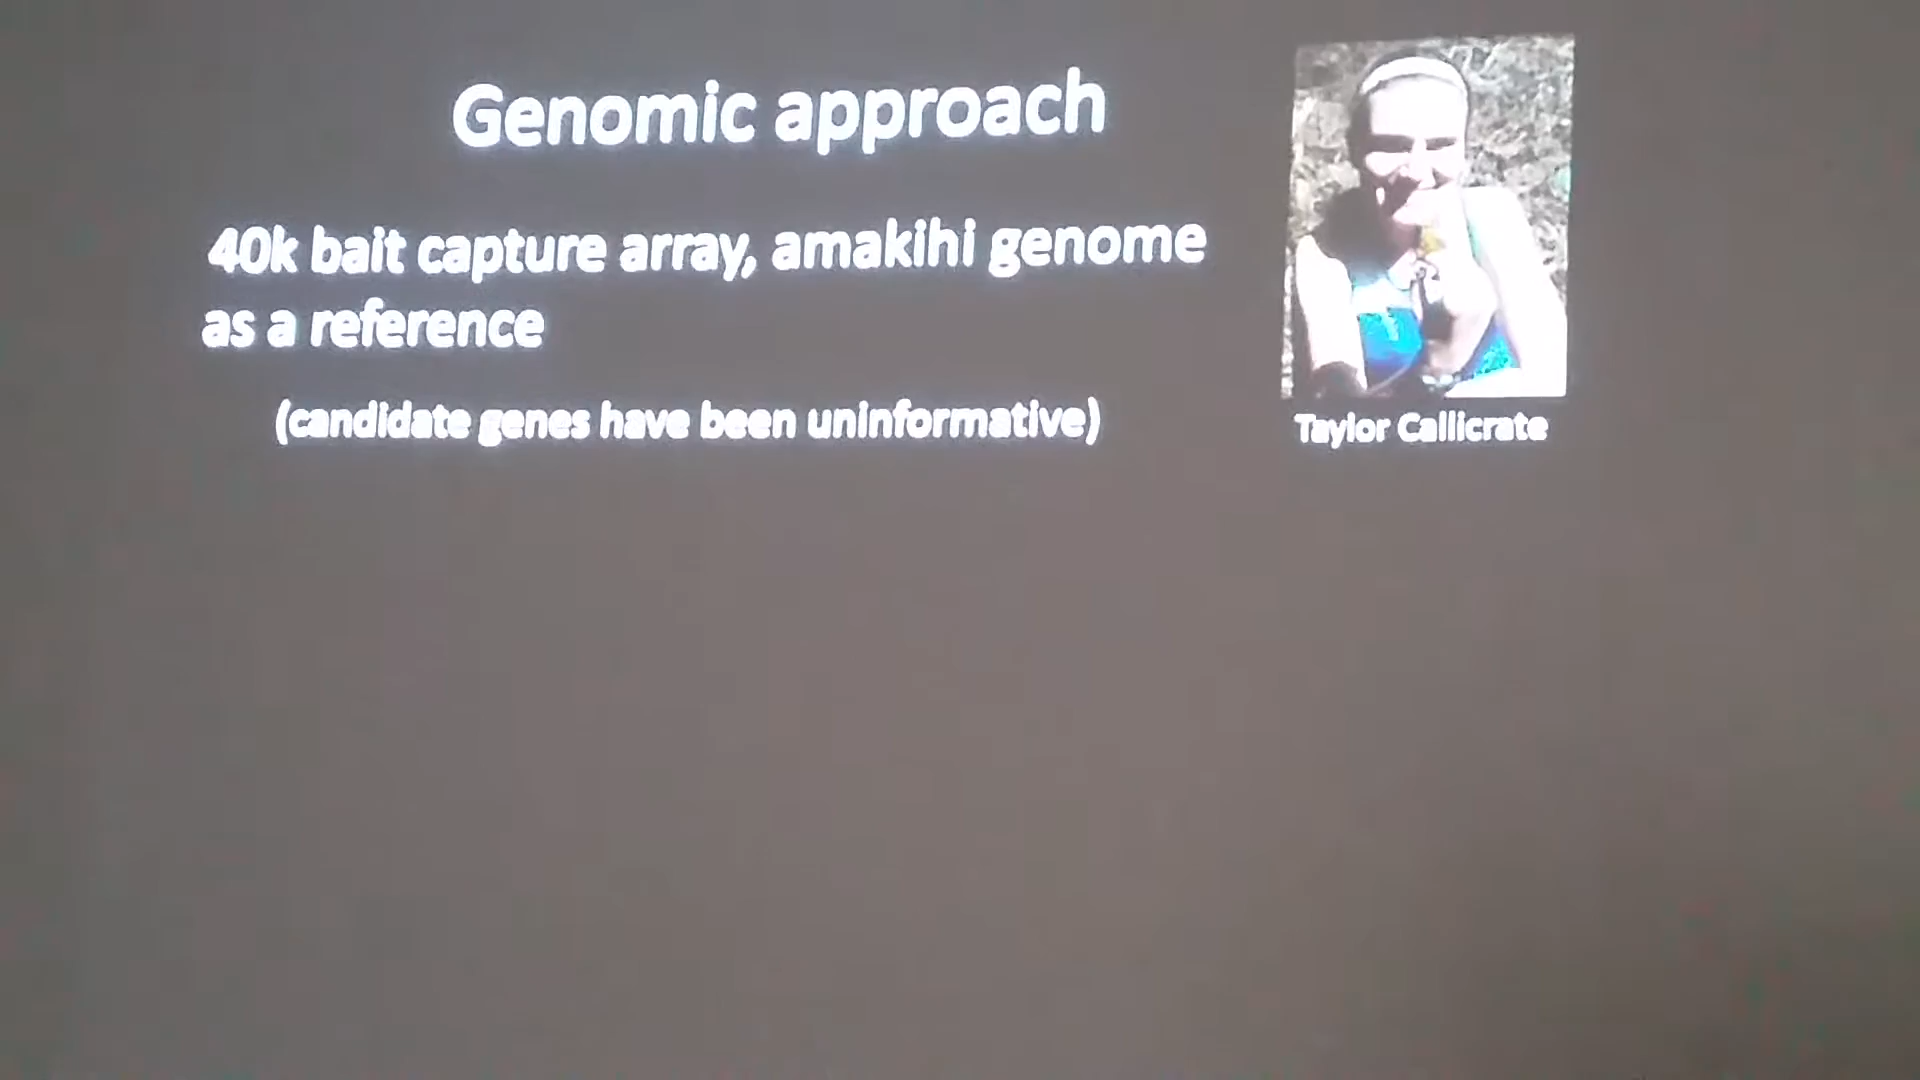 Genomic approach
40k bait capture array, amakihi genome
as a reference
(candidate genes have been uninformative)
Taylor Callicrate